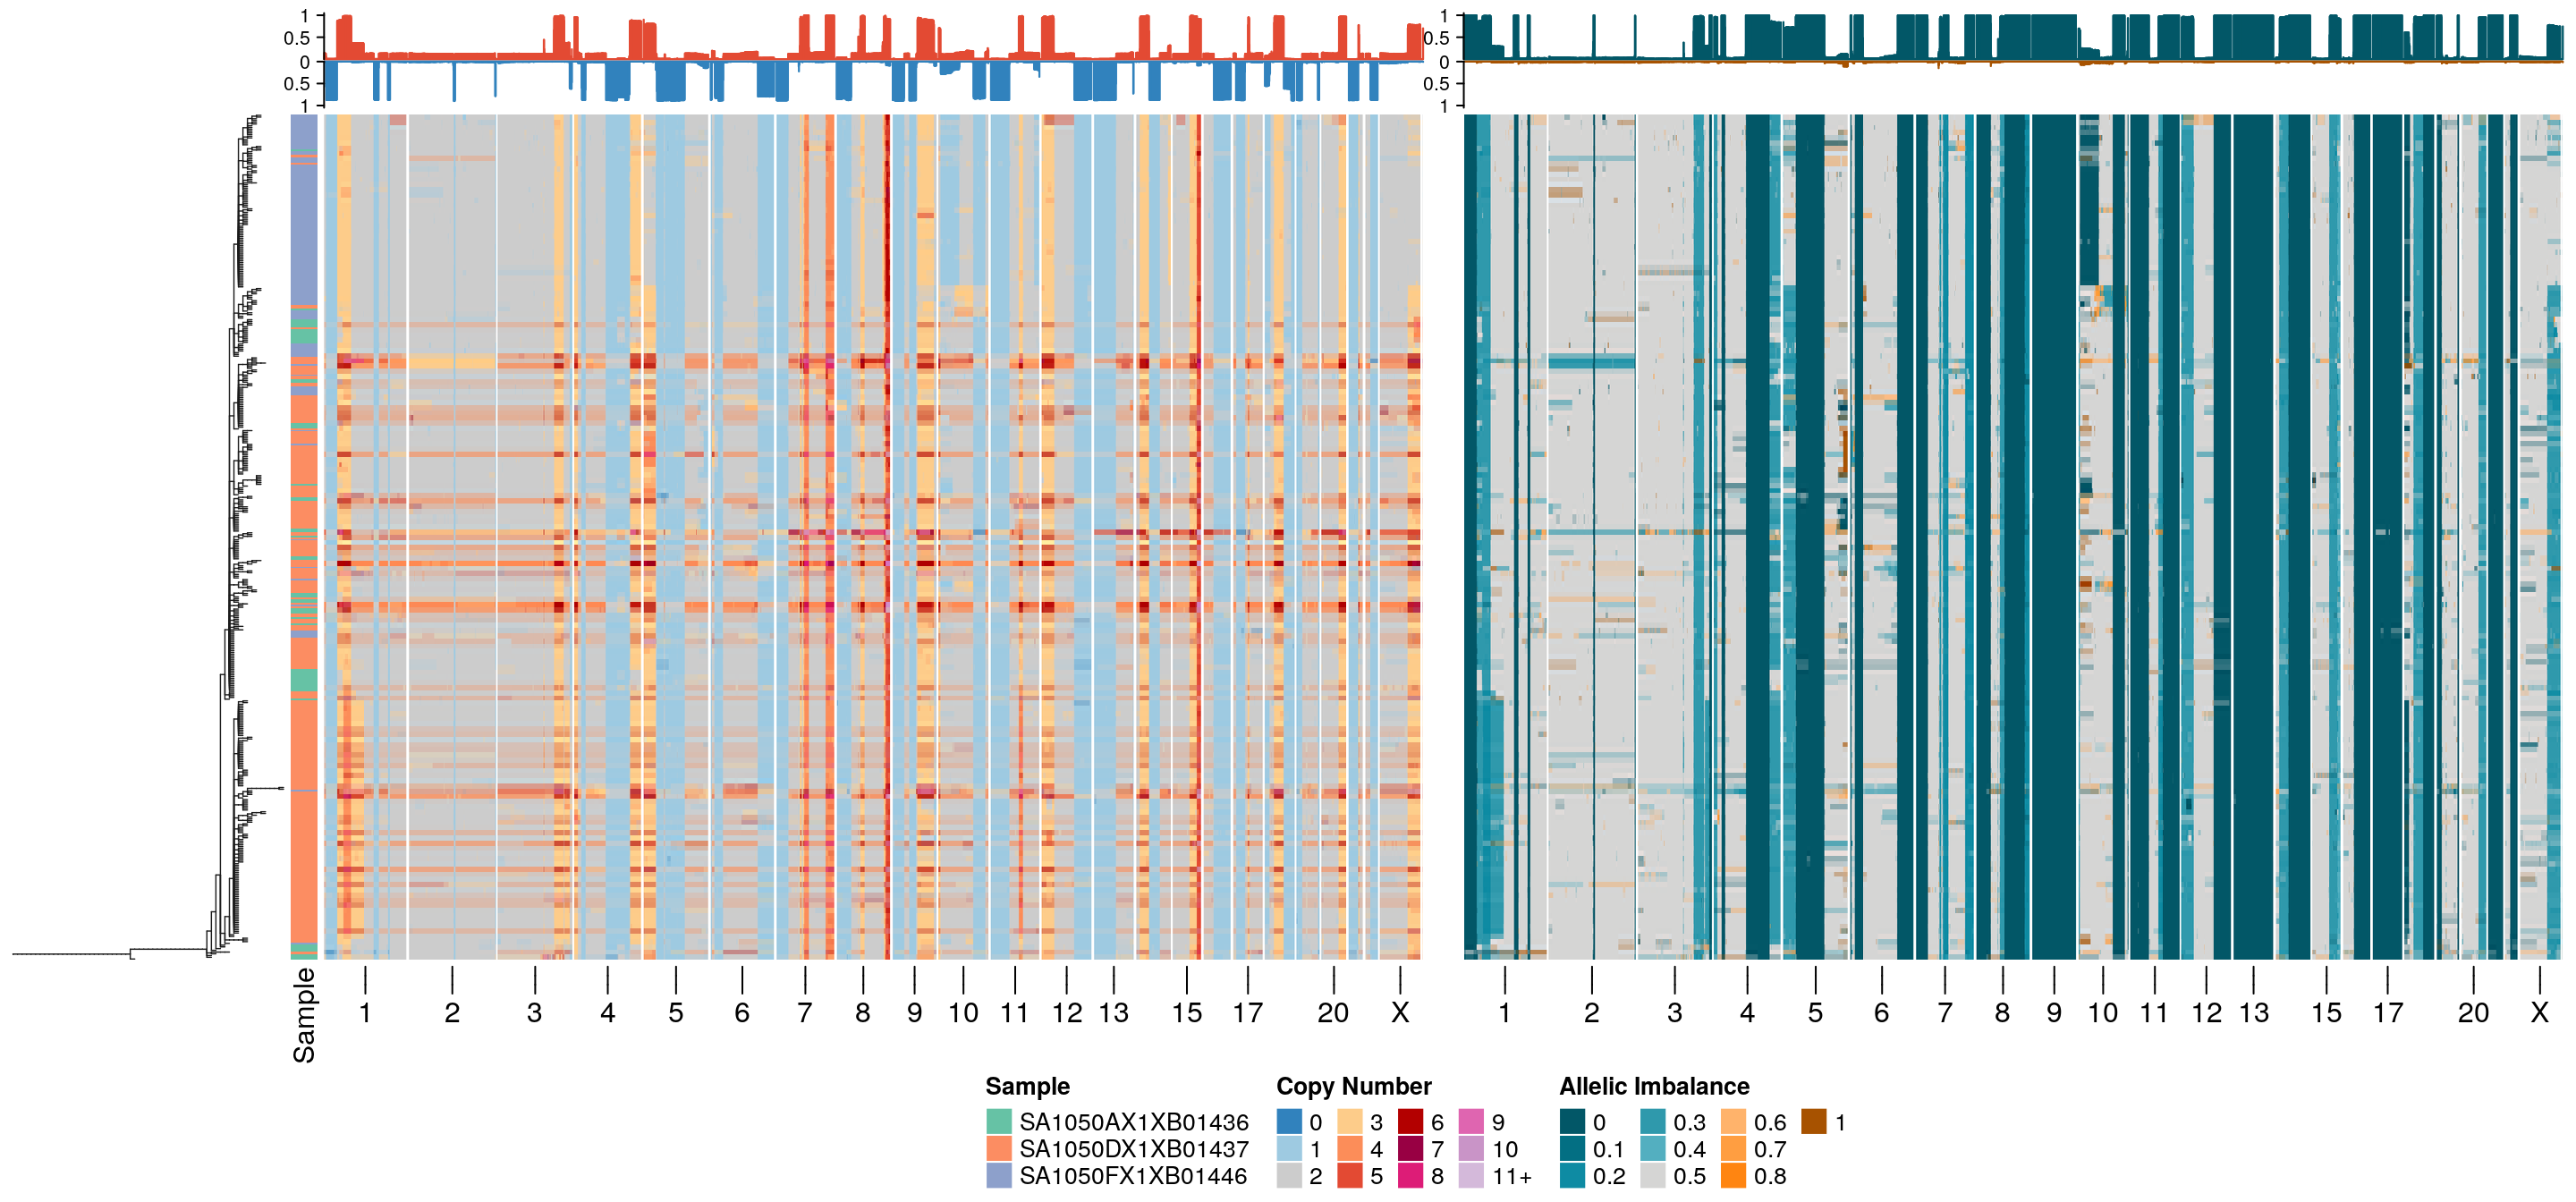 1
0.5
0
0.5
1
1
0.5
0
0.5
1
Sample
1 2 3 4 5 6 7 8 9 10 11 12 13 15 17 20 X
1 2 3 4 5 6 7 8 9 10 11 12 13 15 17 20 X
Sample
SA1050AX1XB01436
SA1050DX1XB01437
SA1050FX1XB01446
Copy Number
0 3 6 9
1 4 7 10
2 5 8 11+
Allelic Imbalance
0 0.3 0.6 1
0.1 0.4 0.7
0.2 0.5 0.8